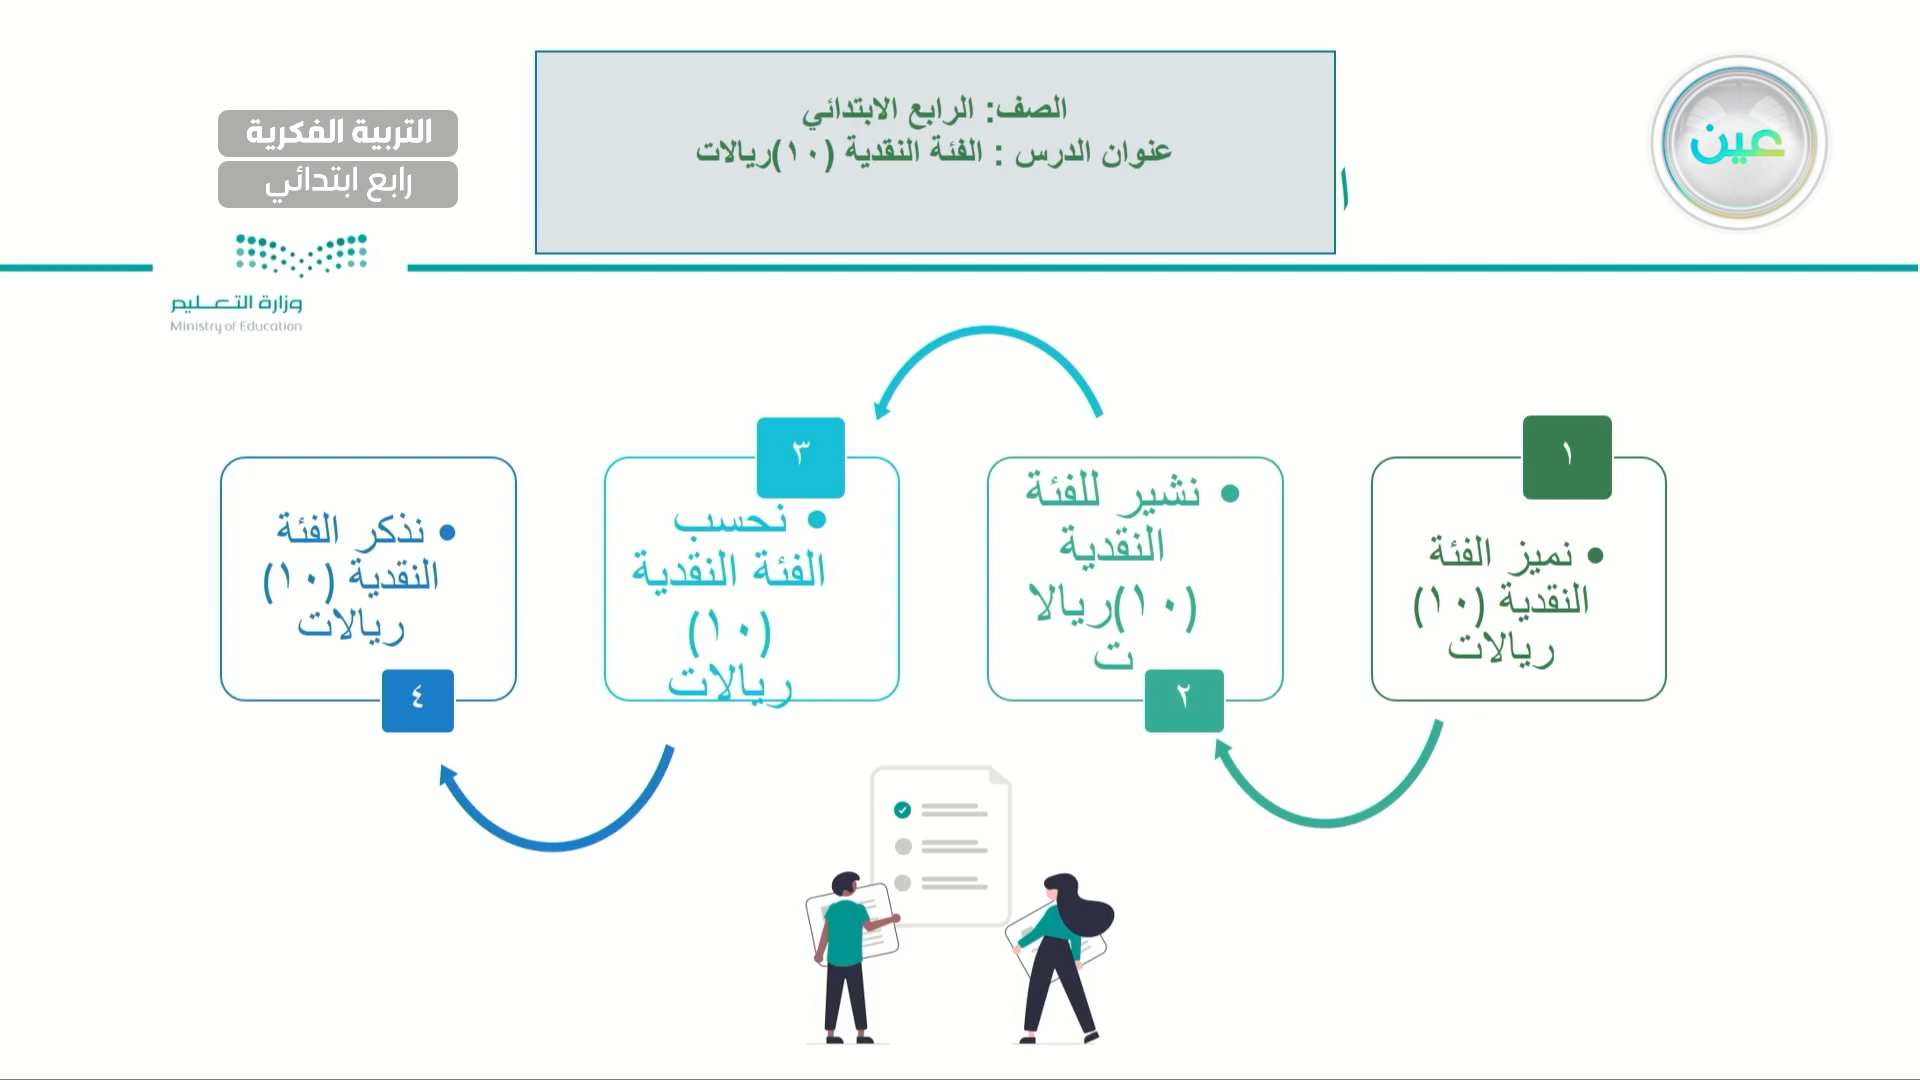 الصف: الرابع الابتدائي
عنوان الدرس : الفئة النقدية (١٠)ريالات
عين
التربية الفكرية
رابع ابتدائي
وزارة التعليم
Ministry of Education
١
• نميز الفئة
النقدية (١٠)
ريالات
• نشير للفئة
النقدية
(١٠)ريالا
ت
٢
٣
• نحسب
الفئة النقدية
(١٠)
ريالات
• نذكر الفئة
النقدية (١٠)
ريالات
٤